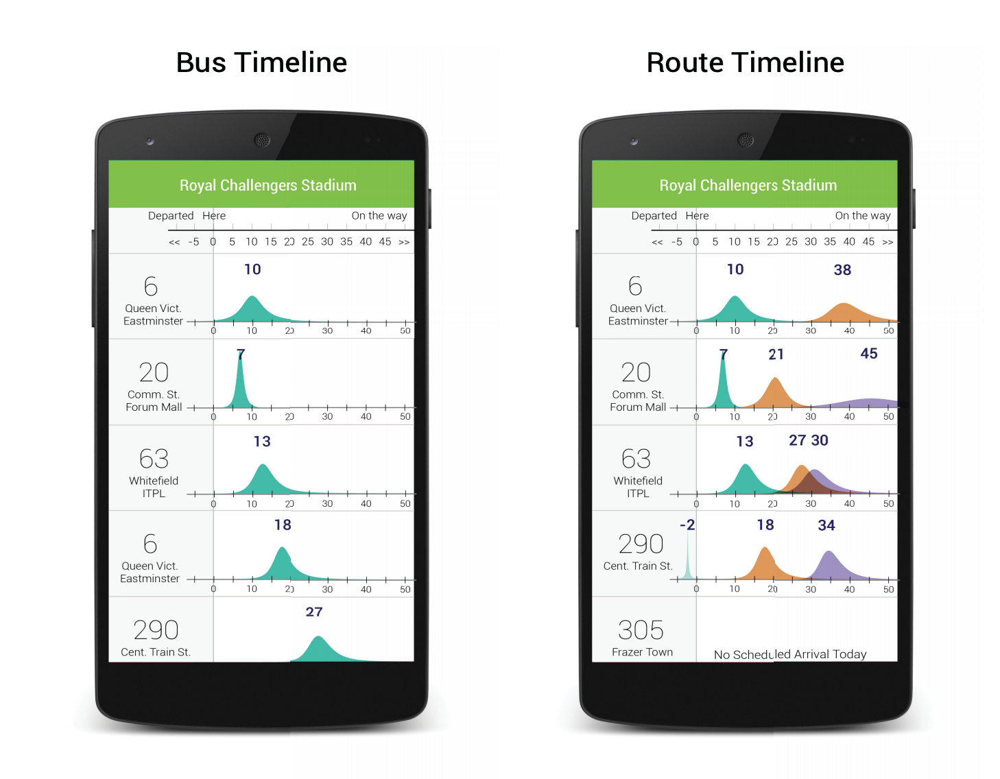 Bus Timeline
Royal Challengers Stadium
Departed Here On the way
<< -5 0 5 10 15 20 25 30 35 40 45 >>
10
6
Queen Vict.
Eastminster
0 10 20 30 40 50
7
20
Comm. St.
Forum Mall
0 10 20 30 40 50
13
63
Whitefield
ITPL
0 10 20 30 40 50
18
6
Queen Vict.
Eastminster
0 10 20 30 40 50
27
290
Cent. Train St.
Route Timeline
Royal Challengers Stadium
Departed Here On the way
<< -5 0 5 10 15 20 25 30 35 40 45 >>
10 38
6
Queen Vict.
Eastminster
0 10 20 30 40 50
7 21 45
20
Comm. St.
Forum Mall
0 10 20 30 40 50
13 27 30
63
Whitefield
ITPL
0 10 20 30 40 50
-2 18 34
290
Cent. Train St.
0 10 20 30 40 50
305
Frazer Town
No Scheduled Arrival Today